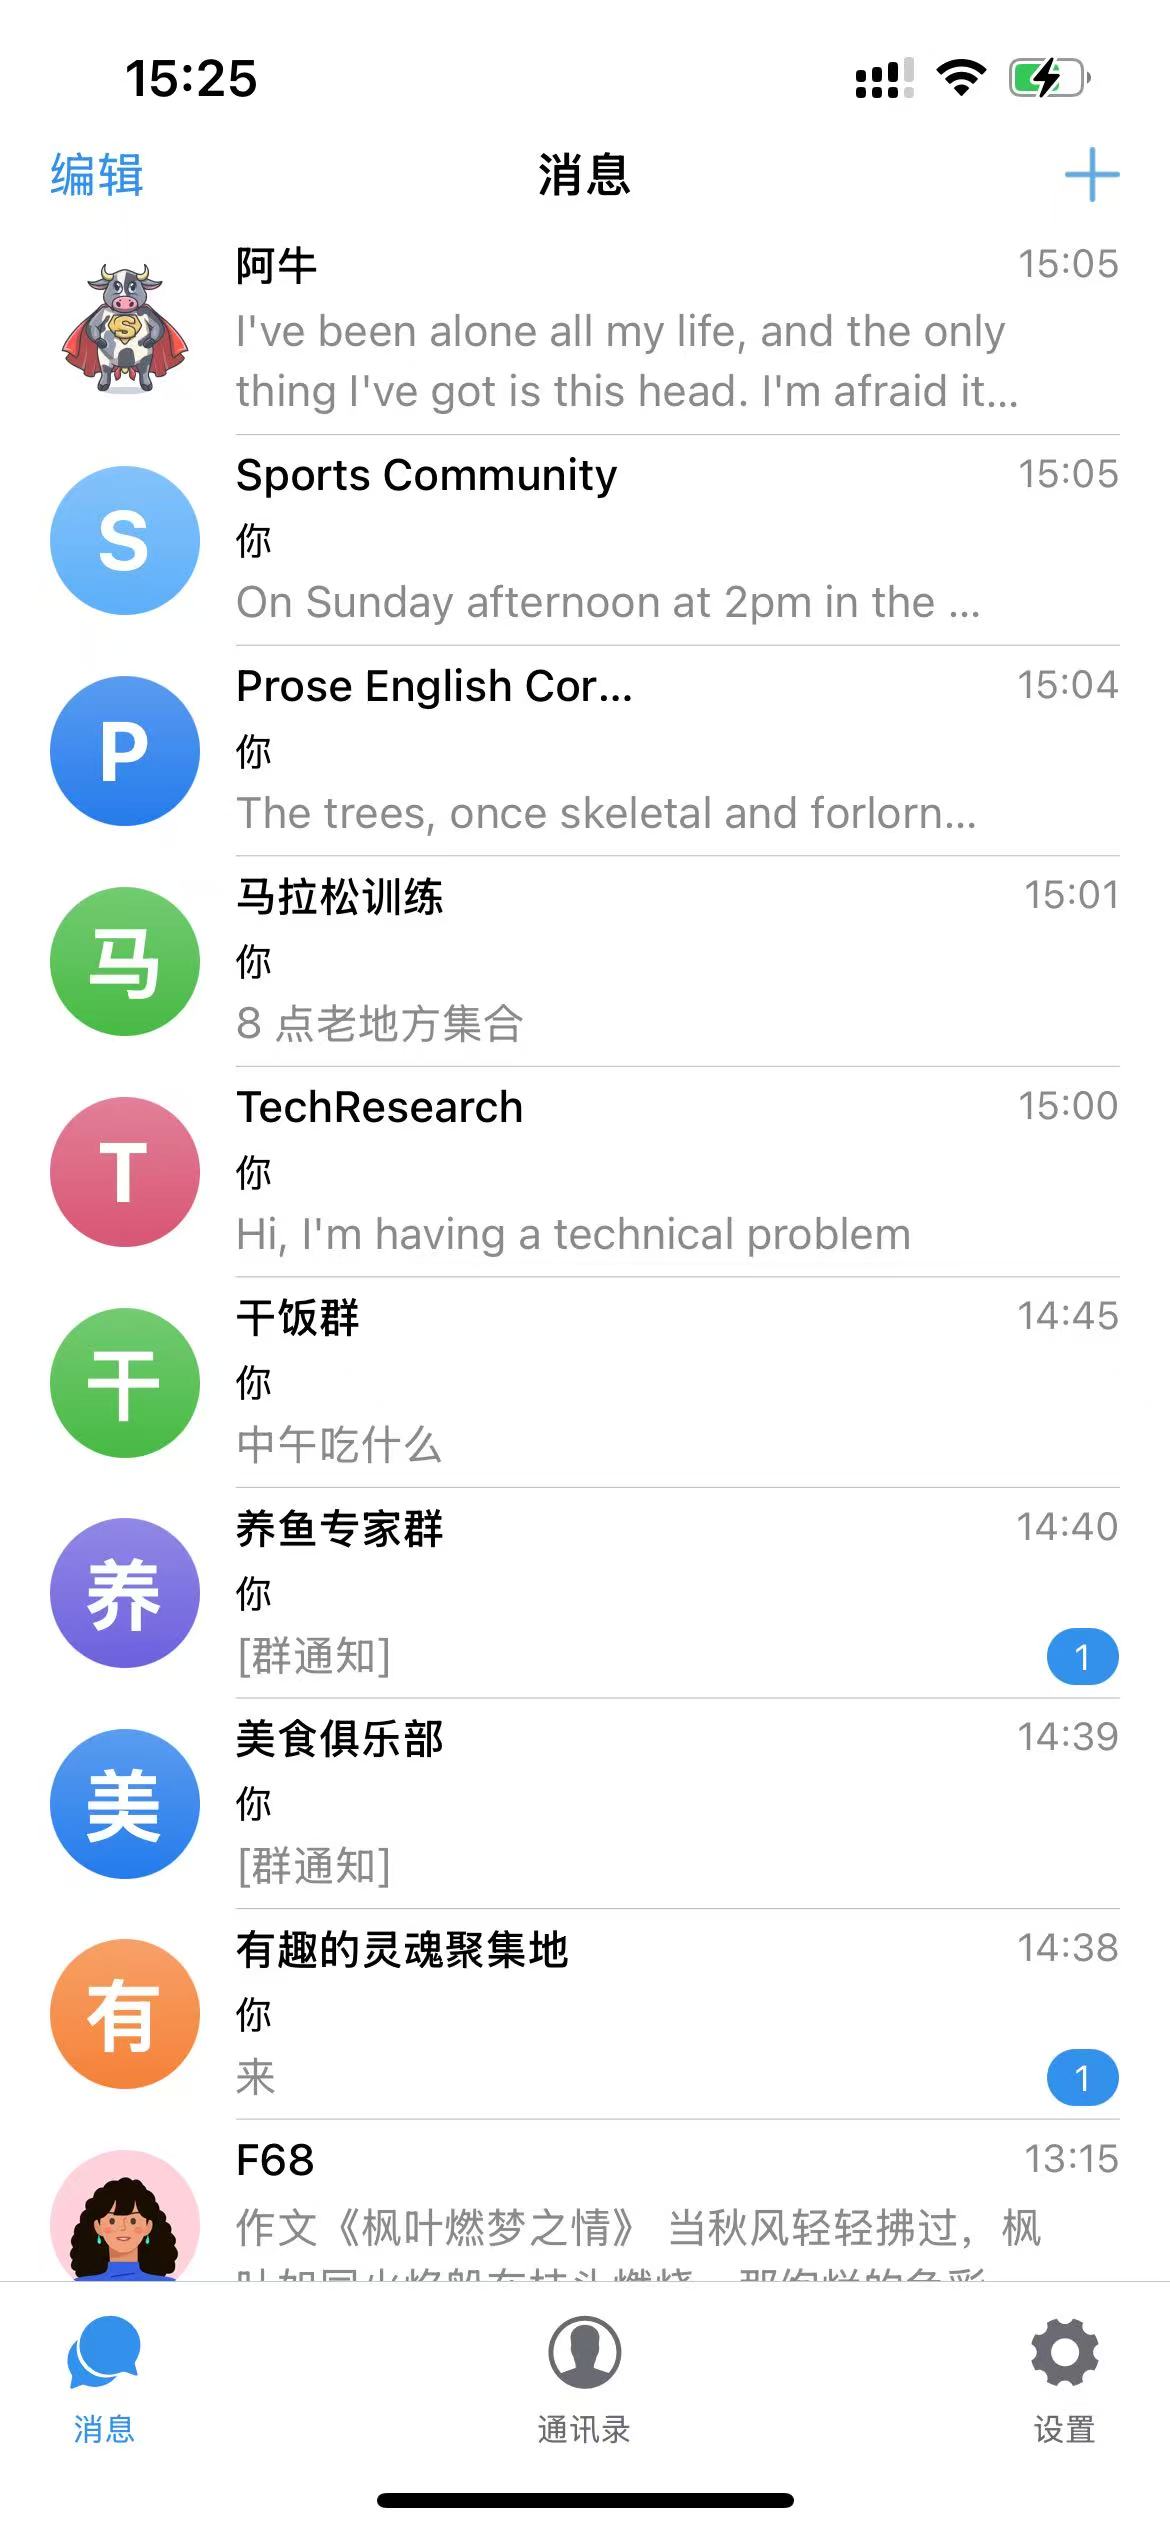 15:25
编辑
消息
阿牛
15:05
I've been alone all my life, and the only
thing I've got is this head. I'm afraid it...
S
Sports Community
15:05
你
On Sunday afternoon at 2pm in the ...
P
Prose English Cor...
15:04
你
The trees, once skeletal and forlorn...
马
马拉松训练
15:01
你
8 点老地方集合
T
TechResearch
15:00
你
Hi, I'm having a technical problem
干
干饭群
14:45
你
中午吃什么
养
养鱼专家群
14:40
你
[群通知]
1
美
美食俱乐部
14:39
你
[群通知]
有
有趣的灵魂聚集地
14:38
你
来
1
F68
13:15
作文《枫叶燃梦之情》 当秋风轻轻拂过，枫
消息
通讯录
设置